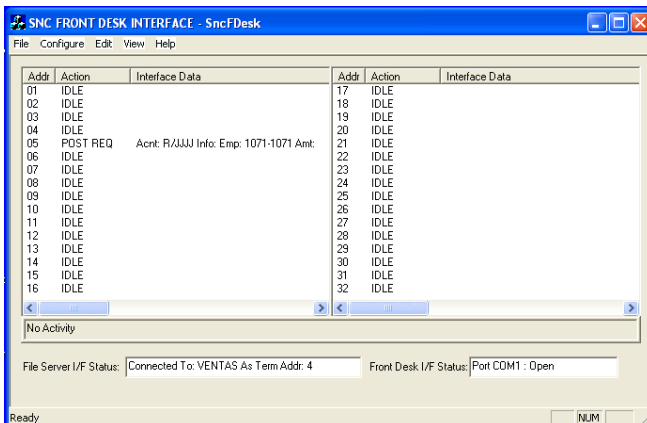 SNC FRONT DESK INTERFACE - SncFDesk
File Configure Edit View Help
Addr Action Interface Data Addr Action Interface Data
01 IDLE 17 IDLE
02 IDLE 18 IDLE
03 IDLE 19 IDLE
04 IDLE 20 IDLE
05 POST REQ Acnt: R/JJJJ Info: Emp: 1071-1071 Amt: 21 IDLE
06 IDLE 22 IDLE
07 IDLE 23 IDLE
08 IDLE 24 IDLE
09 IDLE 25 IDLE
10 IDLE 26 IDLE
11 IDLE 27 IDLE
12 IDLE 28 IDLE
13 IDLE 29 IDLE
14 IDLE 30 IDLE
15 IDLE 31 IDLE
16 IDLE 32 IDLE
No Activity
File Server I/F Status: Connected To: VENTAS As Term Addr: 4 Front Desk I/F Status: Port COM1 : Open
Ready NUM